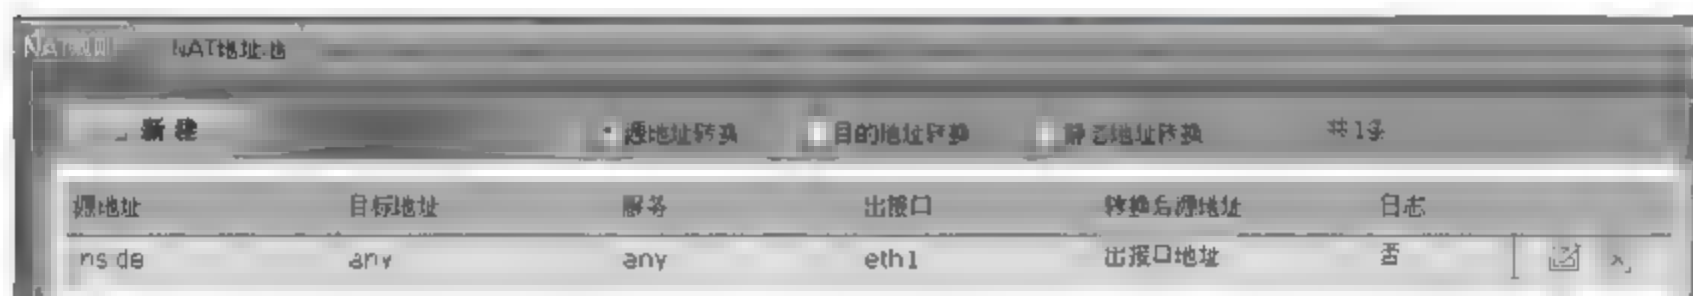 NAT规则 NAT地址池
新建 源地址转换 目的地址转换 静态地址转换 共1条
源地址 目标地址 服务 出接口 转换后源地址 日志
inside any any eth1 出接口地址 否